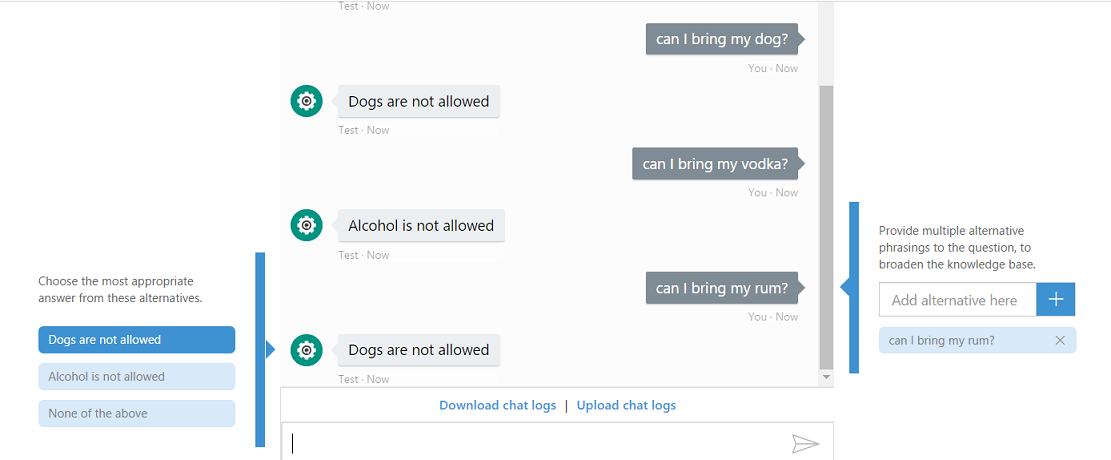 Test · Now
can I bring my dog?
You · Now
Dogs are not allowed
Test · Now
can I bring my vodka?
You · Now
Alcohol is not allowed
Test · Now
can I bring my rum?
You · Now
Dogs are not allowed
Test · Now
Download chat logs | Upload chat logs
Choose the most appropriate
answer from these alternatives.
Dogs are not allowed
Alcohol is not allowed
None of the above
Provide multiple alternative
phrasings to the question, to
broaden the knowledge base.
Add alternative here
can I bring my rum?